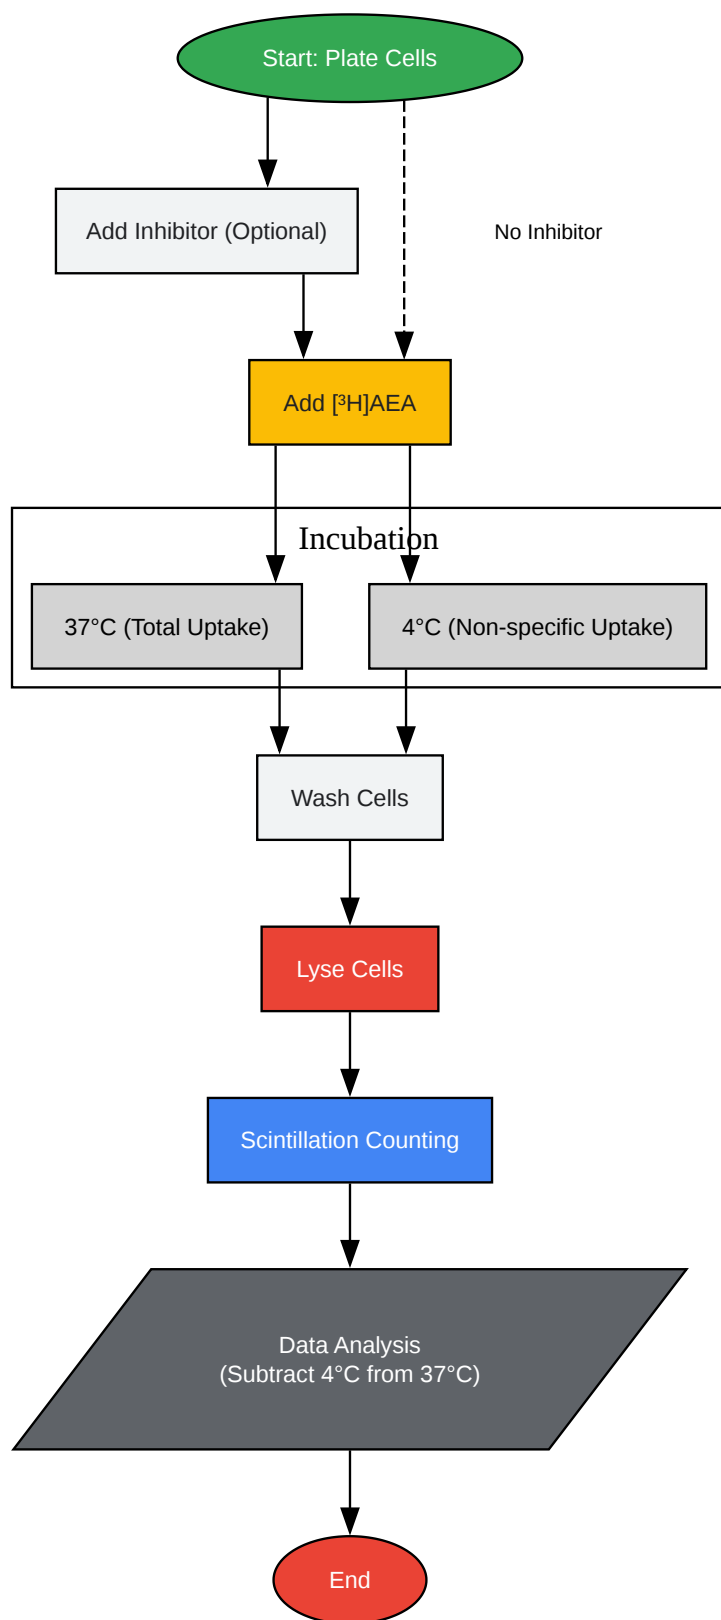 Start: Plate Cells
Add Inhibitor (Optional)
No Inhibitor
Add [³H]AEA
Incubation
37°C (Total Uptake)
4°C (Non-specific Uptake)
Wash Cells
Lyse Cells
Scintillation Counting
Data Analysis
(Subtract 4°C from 37°C)
End